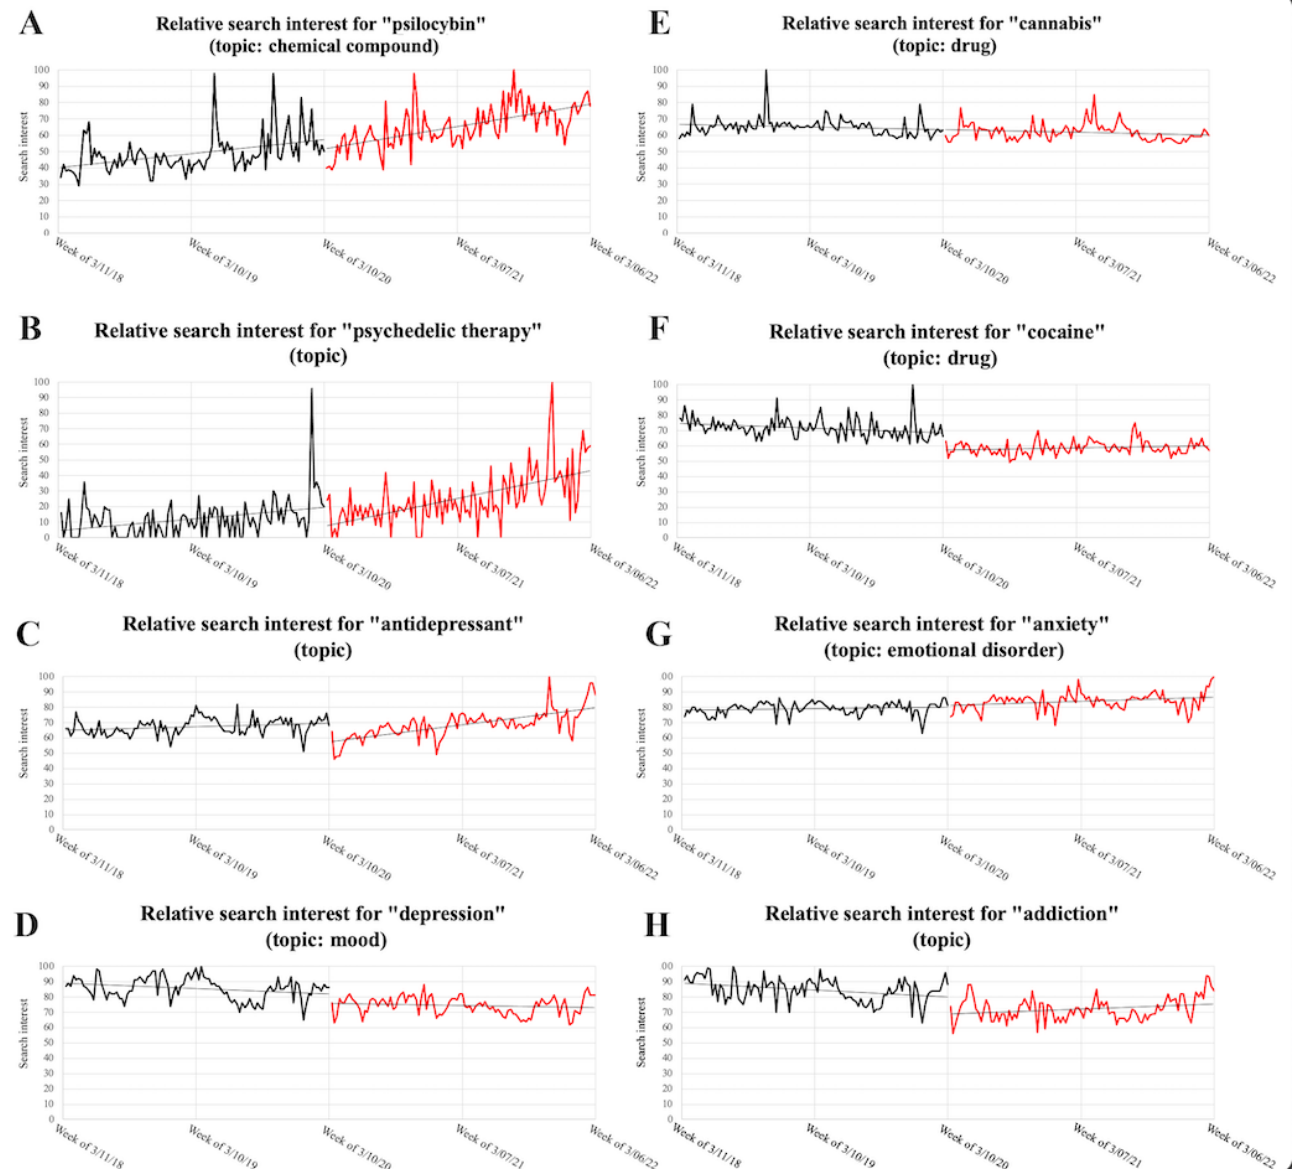 A
Relative search interest for "psilocybin"
(topic: chemical compound)
Search interest
100
90
80
70
60
50
40
30
20
10
0
Week of 3/11/18
Week of 3/10/19
Week of 3/10/20
Week of 3/07/21
Week of 3/06/22
E
Relative search interest for "cannabis"
(topic: drug)
Search interest
100
90
80
70
60
50
40
30
20
10
0
Week of 3/11/18
Week of 3/10/19
Week of 3/10/20
Week of 3/07/21
Week of 3/06/22
B
Relative search interest for "psychedelic therapy"
(topic)
Search interest
100
90
80
70
60
50
40
30
20
10
0
Week of 3/11/18
Week of 3/10/19
Week of 3/10/20
Week of 3/07/21
Week of 3/06/22
F
Relative search interest for "cocaine"
(topic: drug)
Search interest
100
90
80
70
60
50
40
30
20
10
0
Week of 3/11/18
Week of 3/10/19
Week of 3/10/20
Week of 3/07/21
Week of 3/06/22
C
Relative search interest for "antidepressant"
(topic)
Search interest
100
90
80
70
60
50
40
30
20
10
0
Week of 3/11/18
Week of 3/10/19
Week of 3/10/20
Week of 3/07/21
Week of 3/06/22
G
Relative search interest for "anxiety"
(topic: emotional disorder)
Search interest
100
90
80
70
60
50
40
30
20
10
0
Week of 3/11/18
Week of 3/10/19
Week of 3/10/20
Week of 3/07/21
Week of 3/06/22
D
Relative search interest for "depression"
(topic: mood)
Search interest
100
90
80
70
60
50
40
30
20
10
0
Week of 3/11/18
Week of 3/10/19
Week of 3/10/20
Week of 3/07/21
Week of 3/06/22
H
Relative search interest for "addiction"
(topic)
Search interest
00
90
80
70
60
50
40
30
20
10
0
Week of 3/11/18
Week of 3/10/19
Week of 3/10/20
Week of 3/07/21
Week of 3/06/22